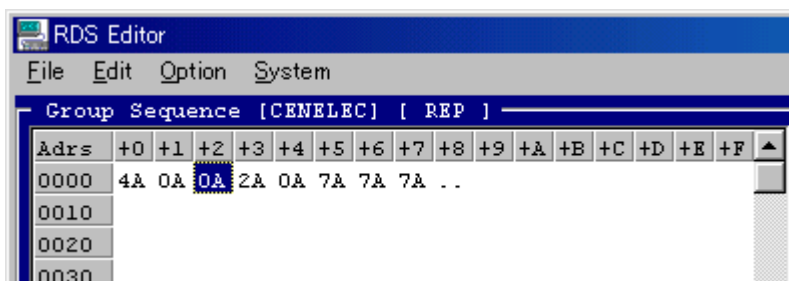 RDS Editor
File Edit Option System
Group Sequence [CENELEC] [ REP ]
Adrs +0 +1 +2 +3 +4 +5 +6 +7 +8 +9 +A +B +C +D +E +F
0000 4A 0A 0A 2A 0A 7A 7A 7A ..
0010
0020
0030